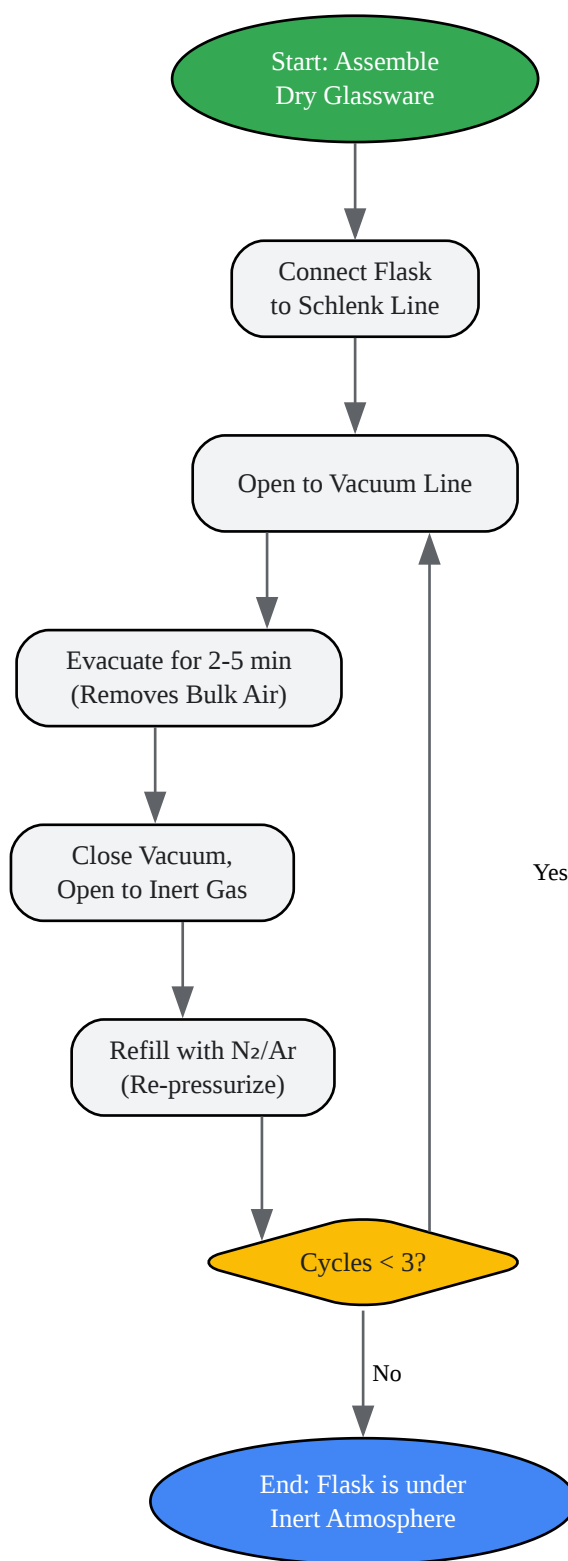 Start: Assemble
Dry Glassware
Connect Flask
to Schlenk Line
Open to Vacuum Line
Evacuate for 2-5 min
(Removes Bulk Air)
Close Vacuum,
Open to Inert Gas
Yes
Refill with N₂/Ar
(Re-pressurize)
Cycles < 3?
No
End: Flask is under
Inert Atmosphere